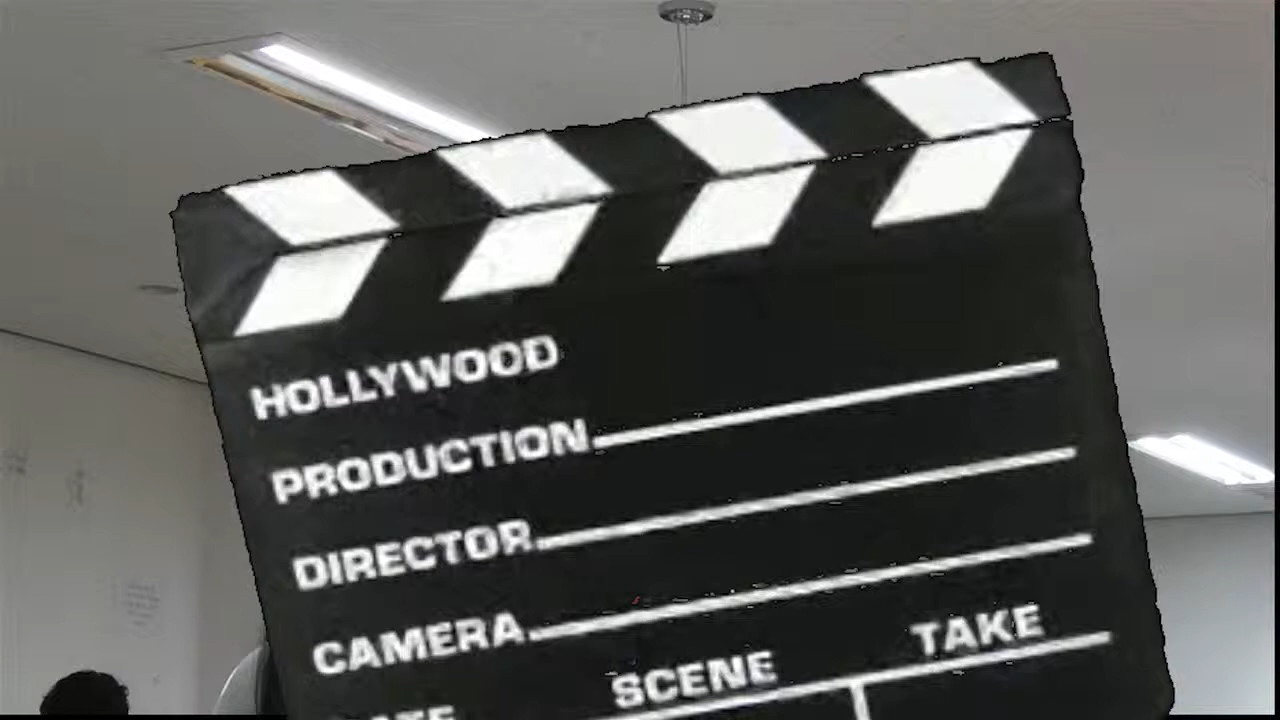 HOLLYWOOD
PRODUCTION
DIRECTOR
CAMERA
SCENE TAKE